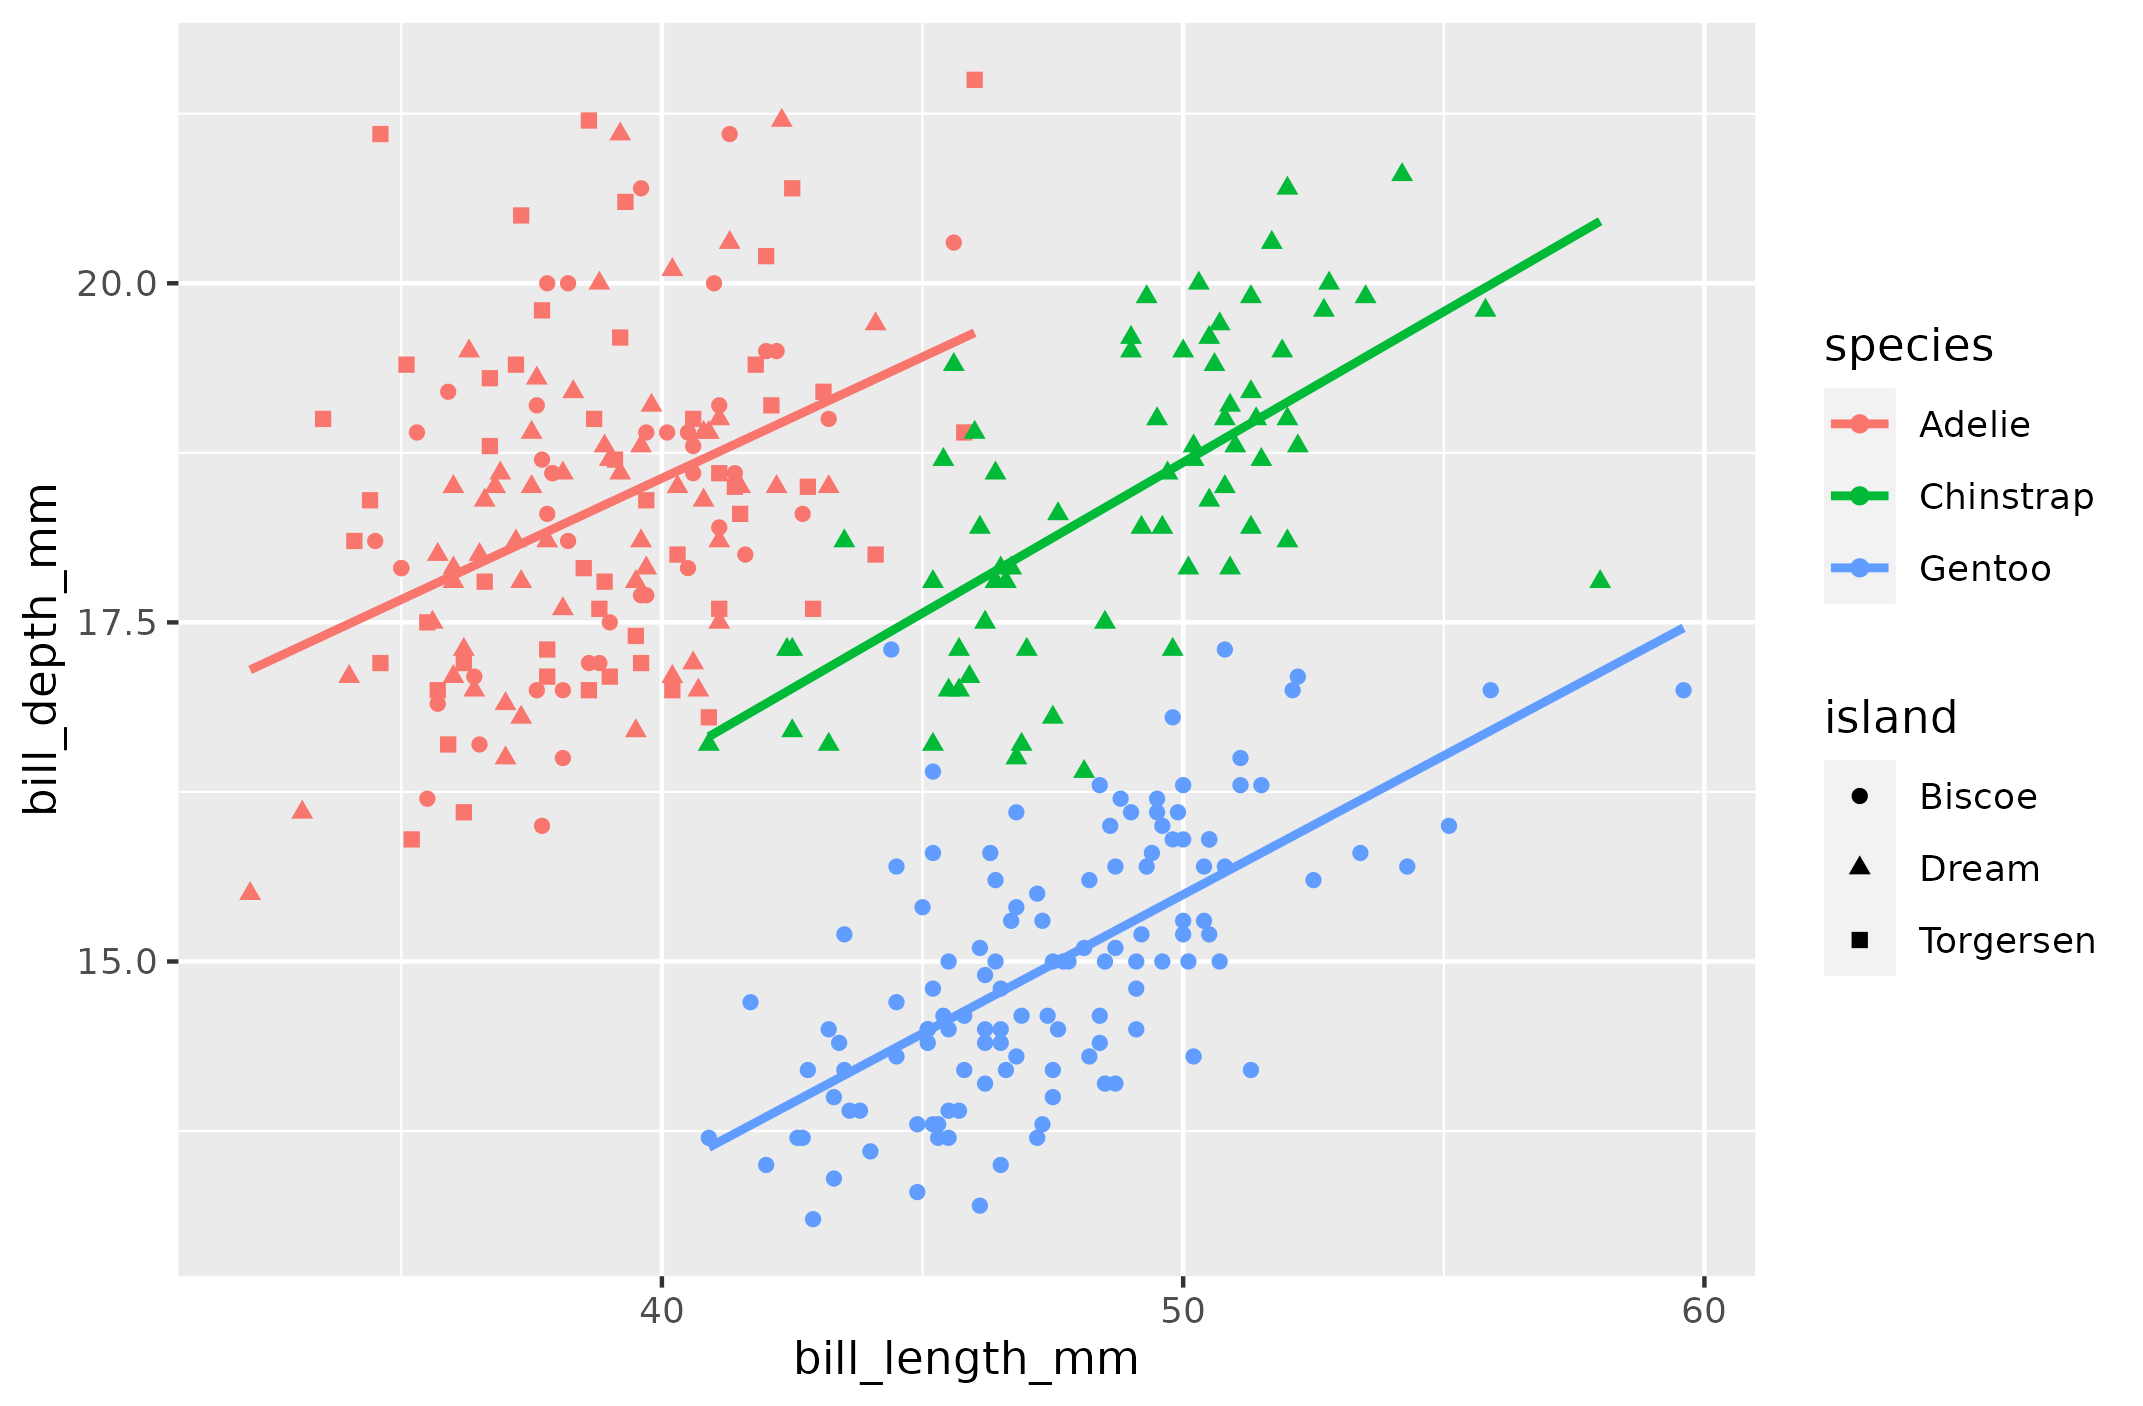 20.0
17.5
15.0
bill_depth_mm
40 50 60
bill_length_mm
species
Adelie
Chinstrap
Gentoo
island
Biscoe
Dream
Torgersen